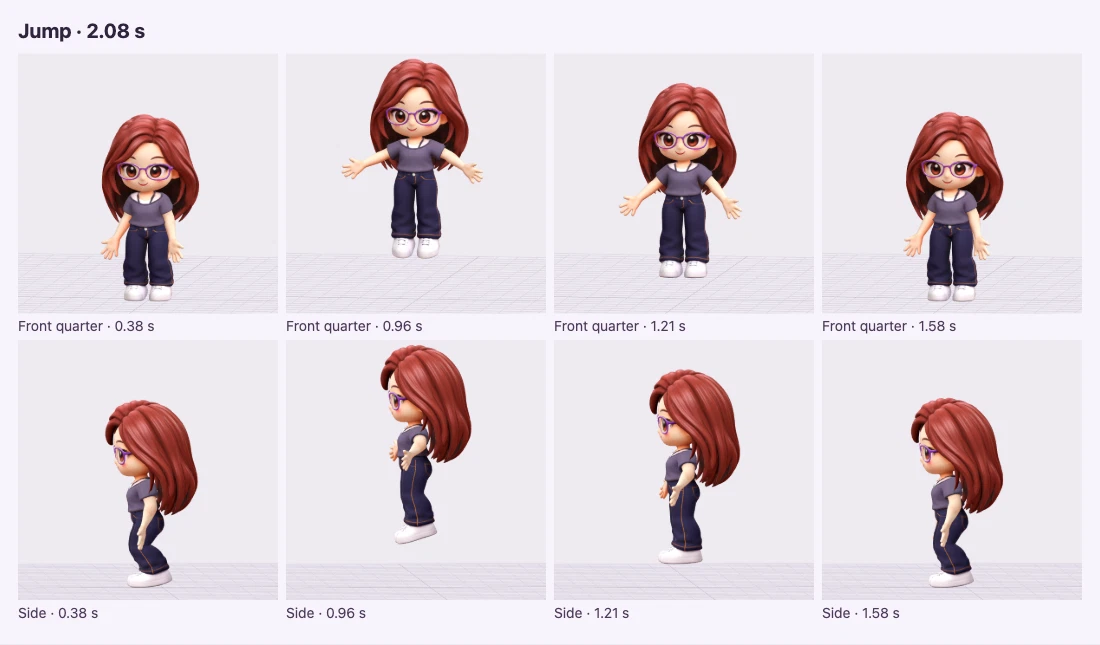 Jump · 2.08 s
Front quarter · 0.38 s
Front quarter · 0.96 s
Front quarter · 1.21 s
Front quarter · 1.58 s
Side · 0.38 s
Side · 0.96 s
Side · 1.21 s
Side · 1.58 s